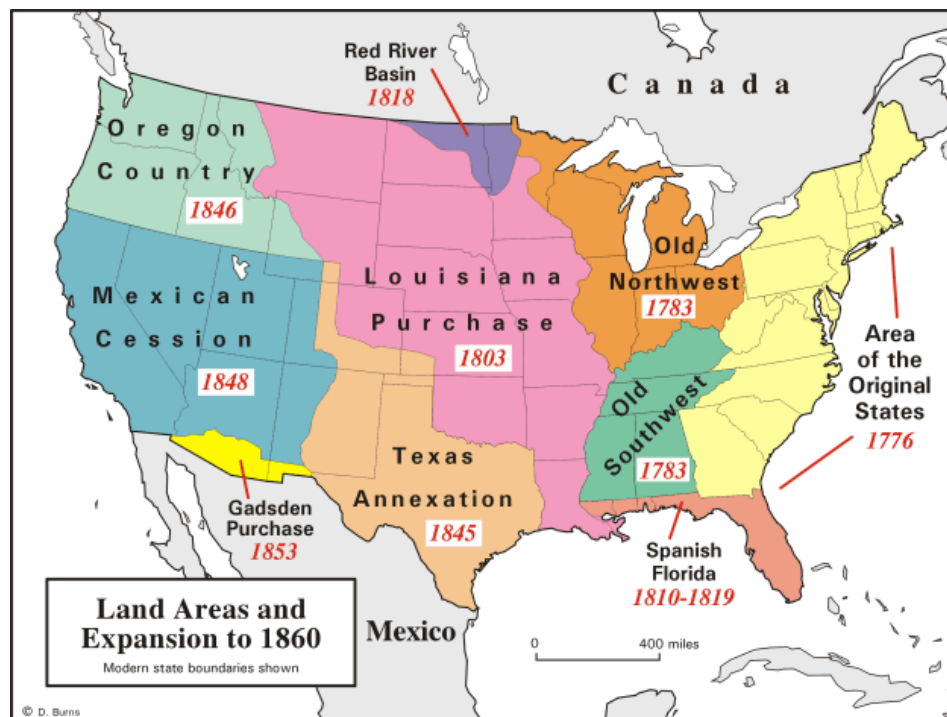 Red River
Basin
1818
Canada
Oregon
Country
1846
Old
Northwest
1783
Louisiana
Purchase
1803
Mexican
Cession
1848
Area
of the
Original
States
1776
Old
Southwest
1783
Texas
Annexation
1845
Gadsden
Purchase
1853
Spanish
Florida
1810-1819
Land Areas and
Expansion to 1860
Modern state boundaries shown
Mexico
0
400 miles
© D. Burns